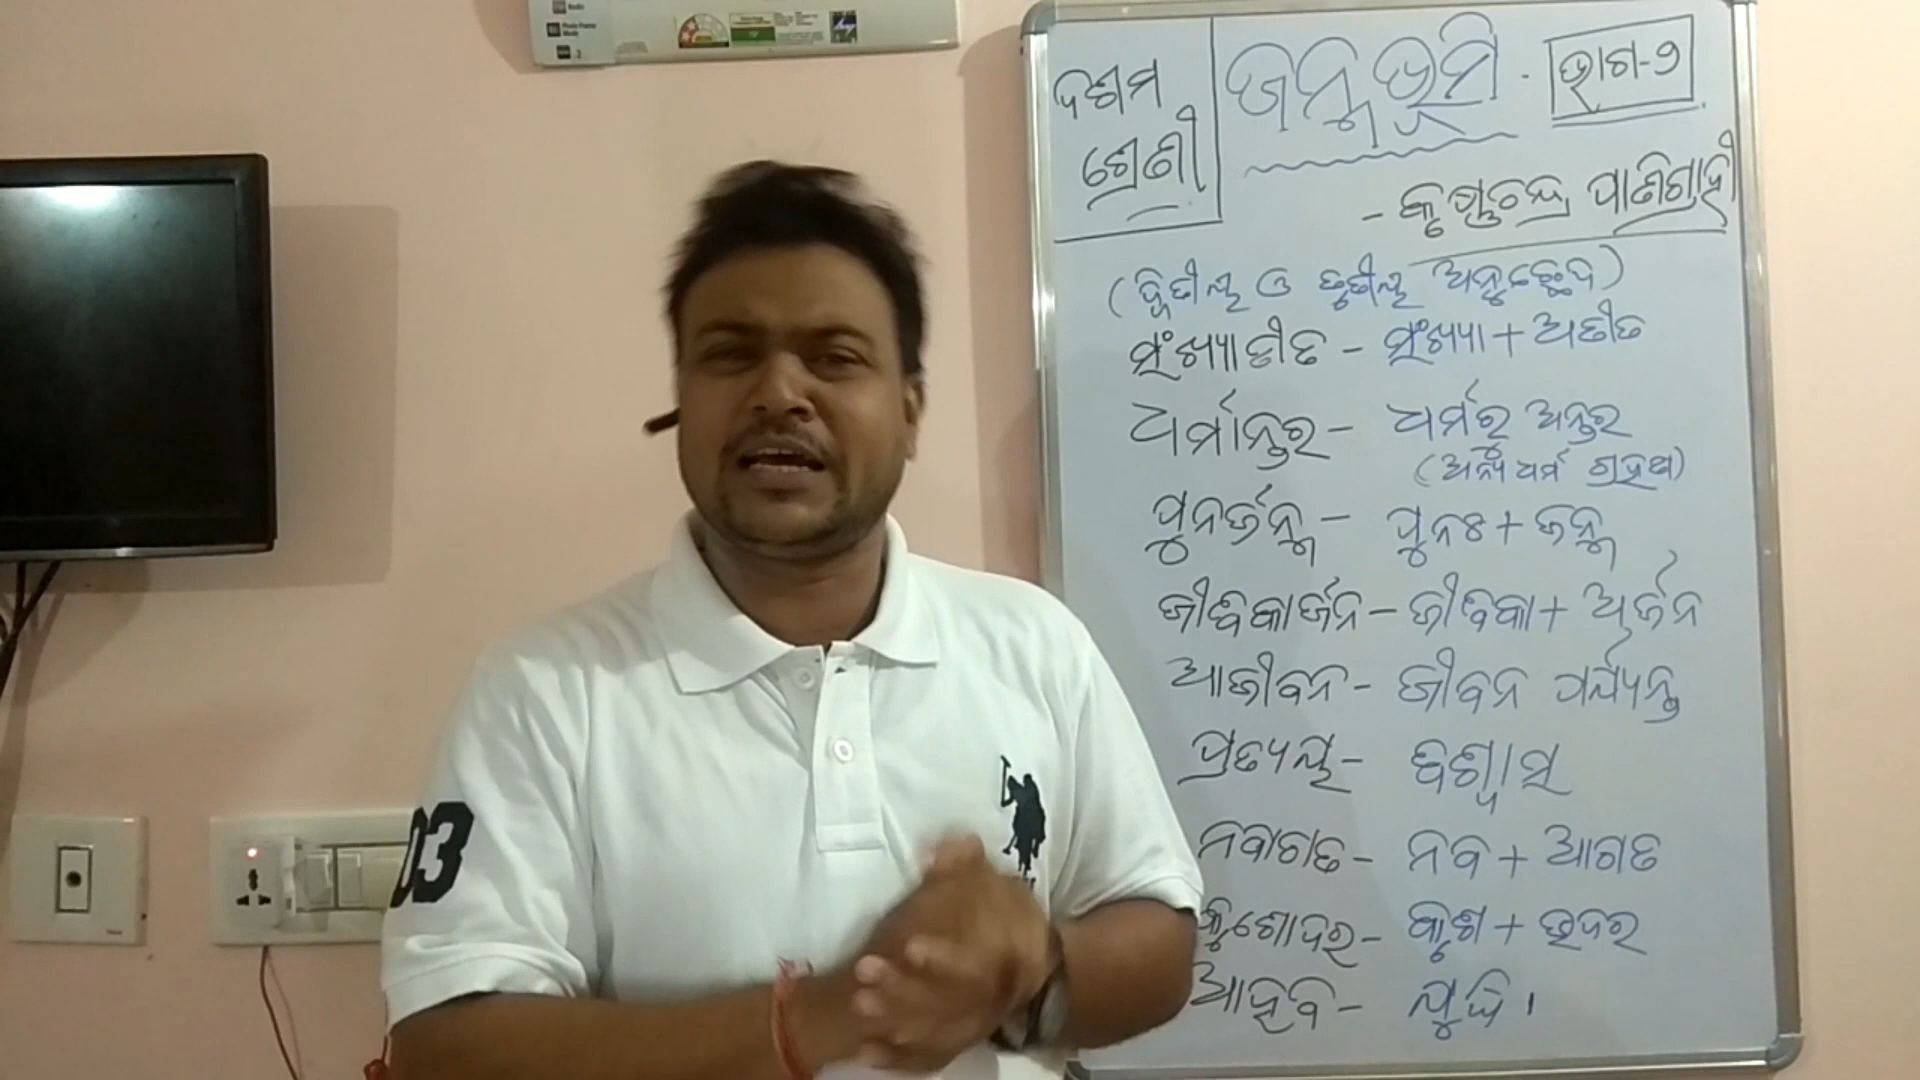 ଦଶମ
ଶ୍ରେଣୀ
ଜନ୍ମଭୂମି - ଭାଗ-୨
- କୃଷ୍ଣଚନ୍ଦ୍ର ପାଣିଗ୍ରାହୀ
(ଦ୍ୱିତୀୟ ଓ ତୃତୀୟ ଅନୁଚ୍ଛେଦ)
ସଂଖ୍ୟାତୀତ - ସଂଖ୍ୟା + ଅତୀତ
ଧର୍ମାନ୍ତର - ଧର୍ମରୁ ଅନ୍ତର
(ଅନ୍ୟ ଧର୍ମ ଗ୍ରହଣ)
ପୁନର୍ଜନ୍ମ - ପୁନଃ + ଜନ୍ମ
ଜୀବିକାର୍ଜନ - ଜୀବିକା + ଅର୍ଜନ
ଆଜୀବନ - ଜୀବନ ପର୍ଯ୍ୟନ୍ତ
ପ୍ରତ୍ୟୟ - ବିଶ୍ୱାସ
ନବାଗତ - ନବ + ଆଗତ
କୃଶୋଦର - କୃଶ + ଉଦର
ଆହବି -
03